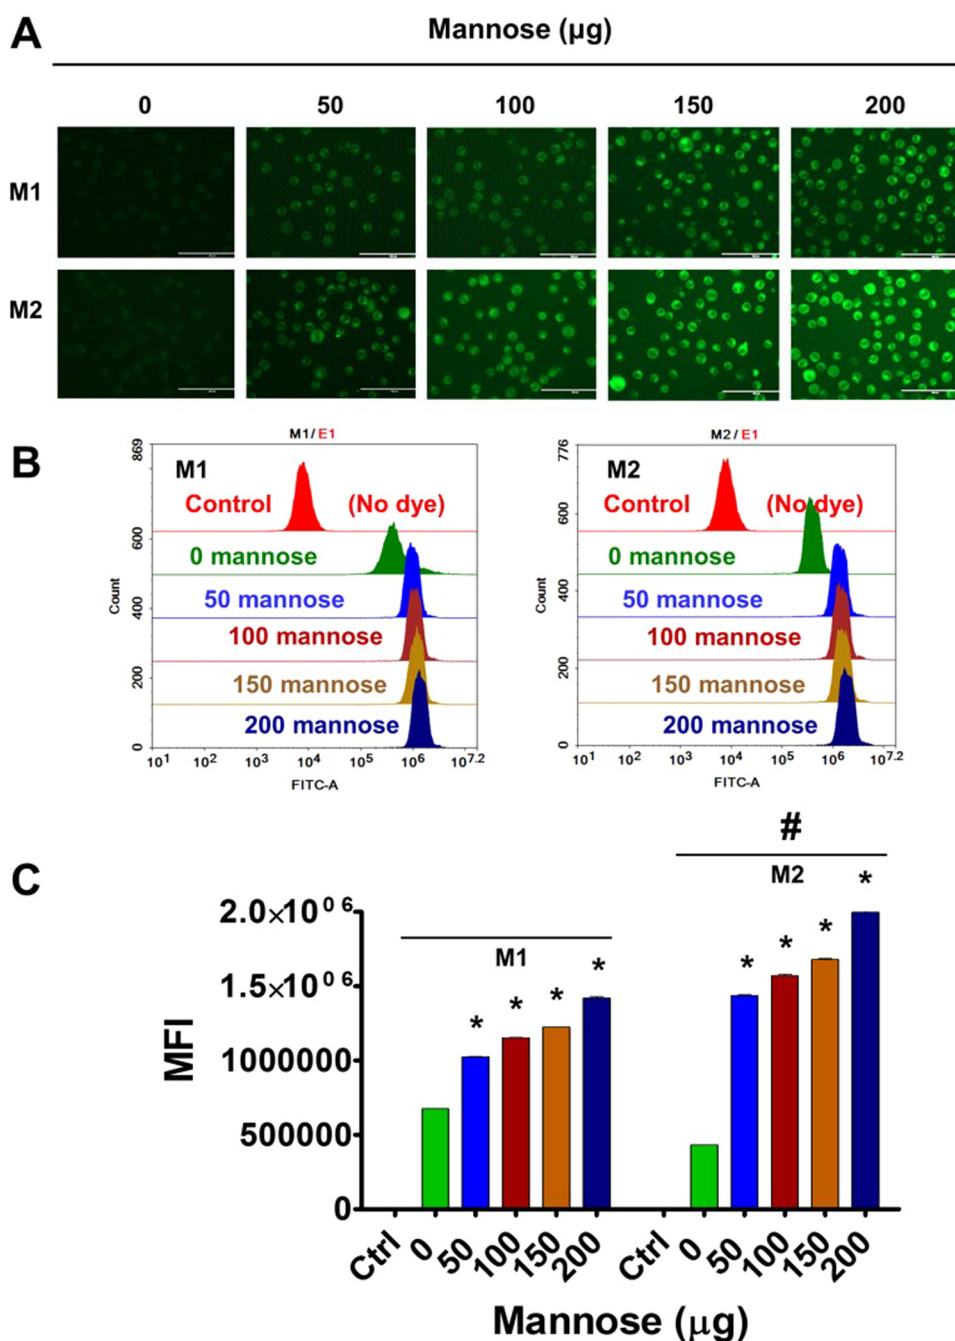 A
Mannose (µg)
0 50 100 150 200
M1
M2
B
M1/ E1
869
M1
Control (No dye)
600
0 mannose
50 mannose
400
100 mannose
200
150 mannose
200 mannose
0
Count
10¹ 10² 10³ 10⁴ 10⁵ 10⁶ 10⁷·²
FITC-A
M2 / E1
776
M2
Control (No dye)
600
0 mannose
400
50 mannose
100 mannose
200
150 mannose
200 mannose
0
Count
10¹ 10² 10³ 10⁴ 10⁵ 10⁶ 10⁷·²
FITC-A
C
#
M2
M1
* * * *
* * * *
2.0×10⁰⁶
1.5×10⁰⁶
1000000
500000
0
MFI
Ctrl 0 50 100 150 200 Ctrl 0 50 100 150 200
Mannose (µg)